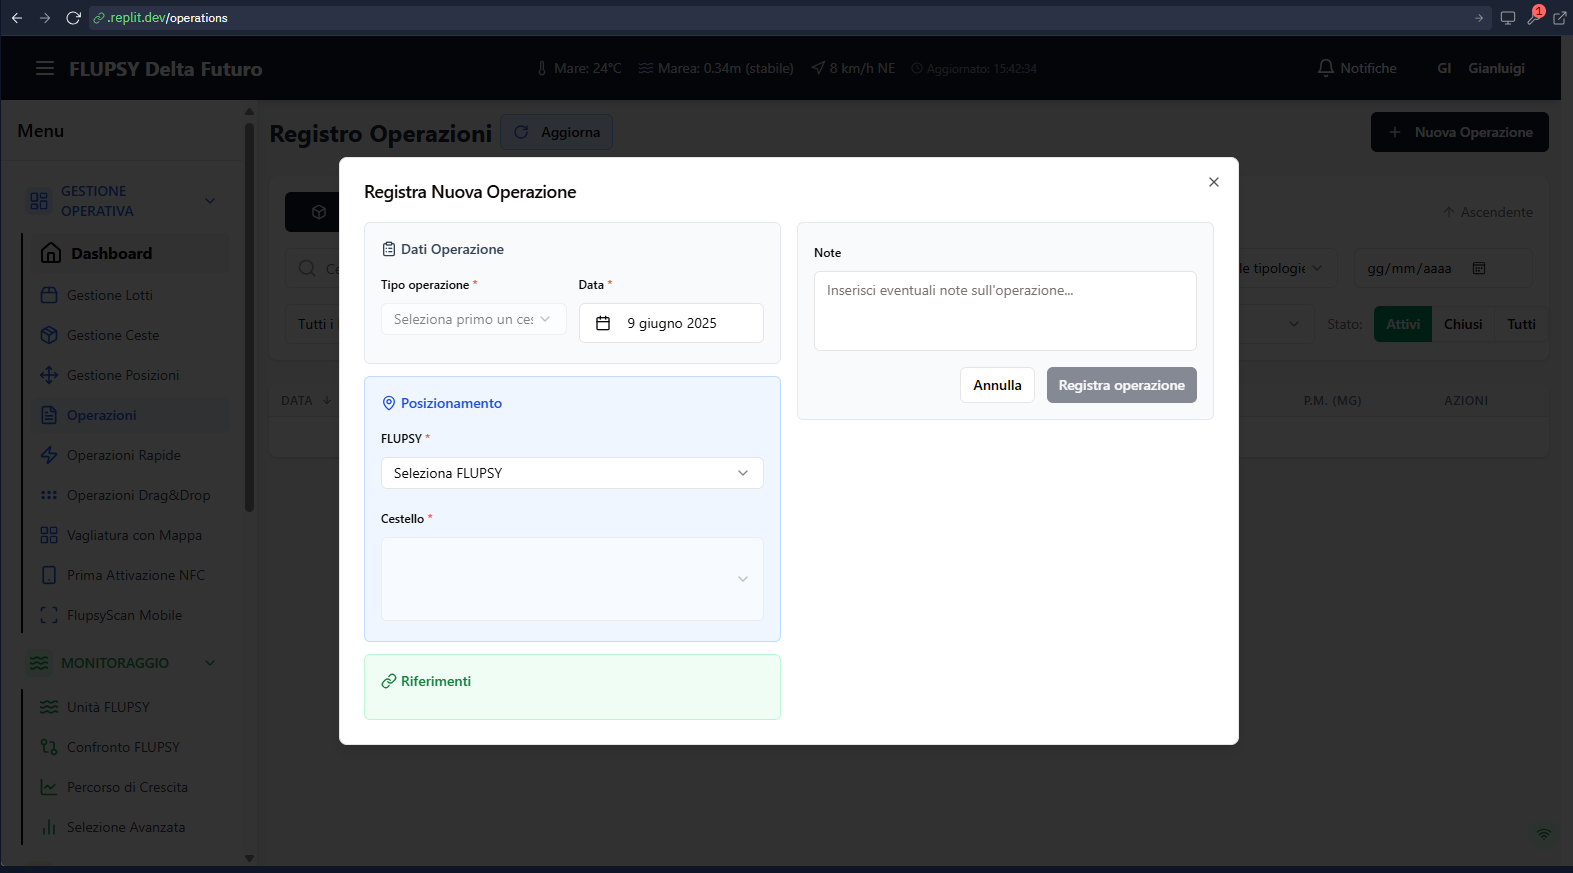 .replit.dev/operations
1
FLUPSY Delta Futuro
Mare: 24°C
Marea: 0.34m (stabile)
8 km/h NE
Aggiornato: 15:42:34
Notifiche
GI
Gianluigi
Menu
GESTIONE
OPERATIVA
Dashboard
Gestione Lotti
Gestione Ceste
Gestione Posizioni
Operazioni
Operazioni Rapide
Operazioni Drag&Drop
Vagliatura con Mappa
Prima Attivazione NFC
FlupsyScan Mobile
MONITORAGGIO
Unità FLUPSY
Confronto FLUPSY
Percorso di Crescita
Selezione Avanzata
Registro Operazioni
Aggiorna
Nuova Operazione
Ascendente
tipologie
gg/mm/aaaa
Tutti i
Stato:
Attivi
Chiusi
Tutti
DATA
P.M. (MG)
AZIONI
Registra Nuova Operazione
Dati Operazione
Tipo operazione *
Data *
Seleziona primo un ces
9 giugno 2025
Posizionamento
FLUPSY *
Seleziona FLUPSY
Cestello *
Riferimenti
Note
Inserisci eventuali note sull'operazione...
Annulla
Registra operazione